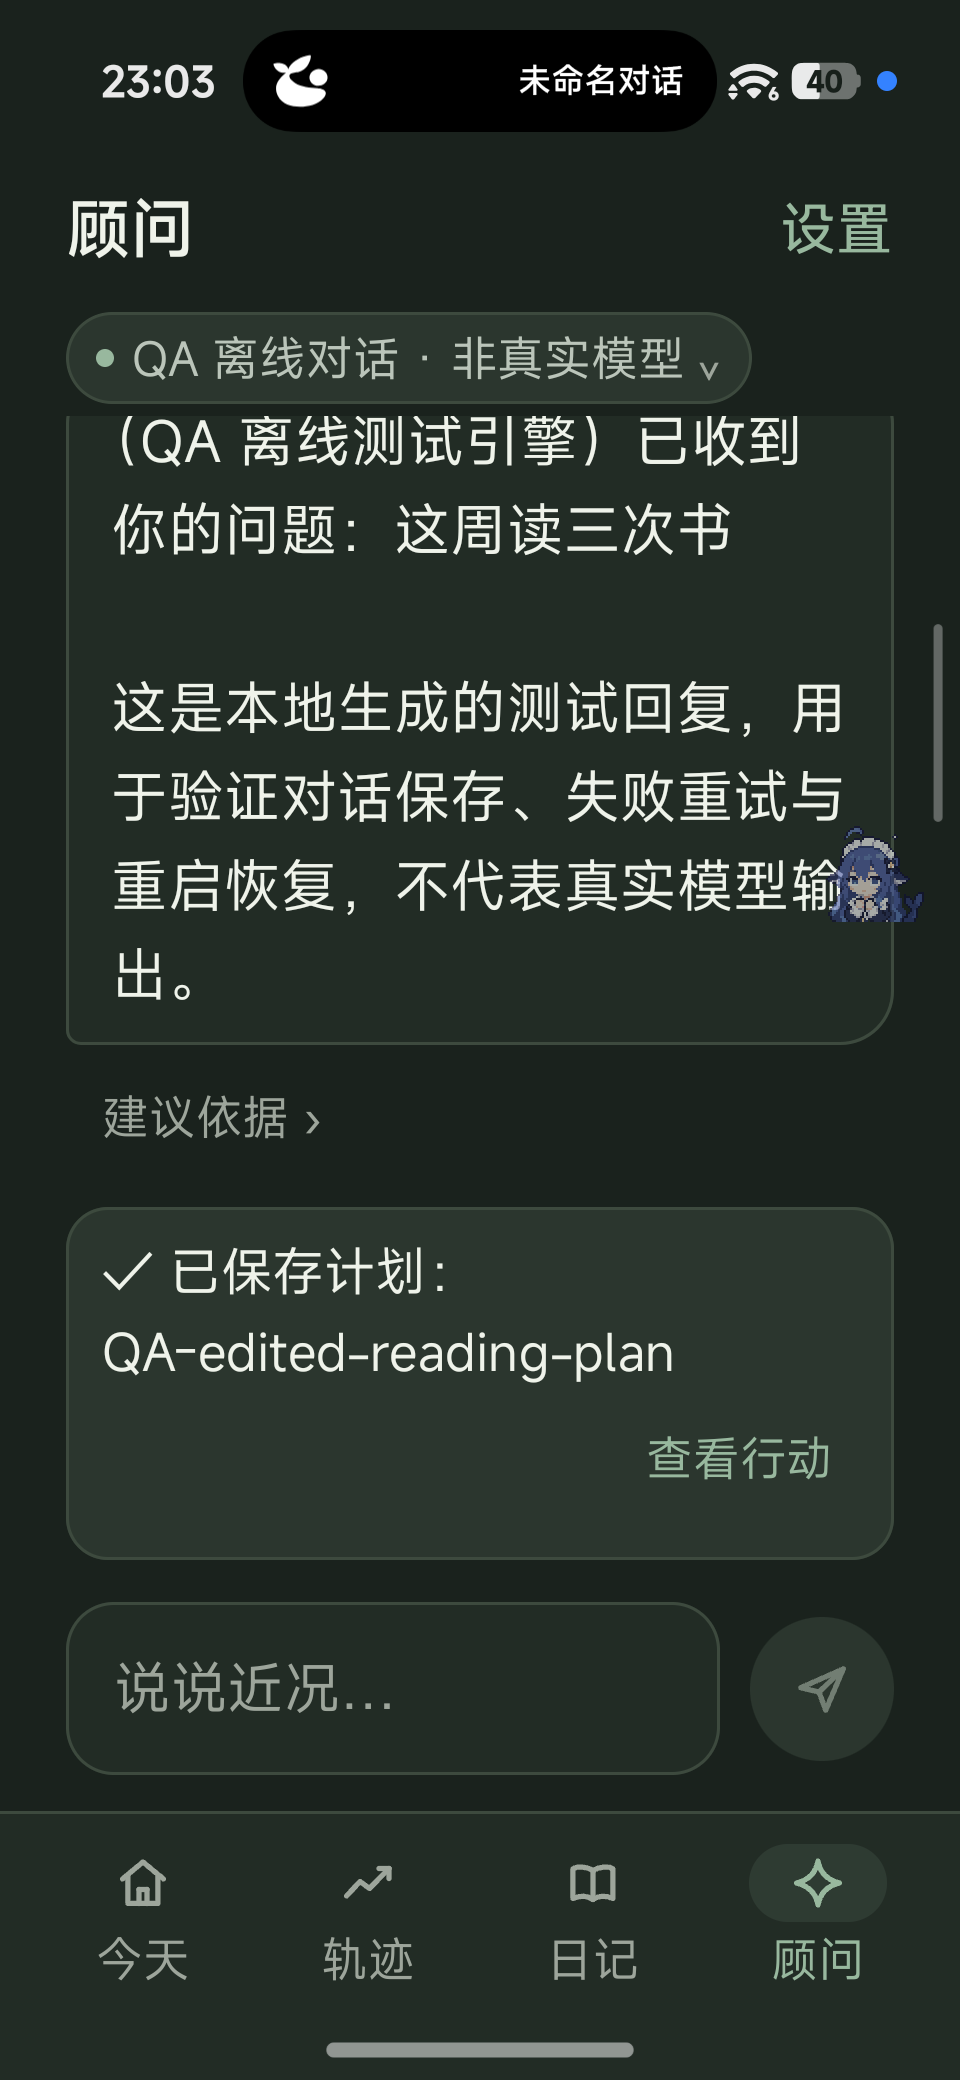 23:03
未命名对话
6
40
顾问
设置
QA 离线对话 · 非真实模型
（QA 离线测试引擎）已收到
你的问题：这周读三次书
这是本地生成的测试回复，用
于验证对话保存、失败重试与
重启恢复，不代表真实模型输
出。
建议依据 ›
✓ 已保存计划：
QA-edited-reading-plan
查看行动
说说近况...
今天
轨迹
日记
顾问